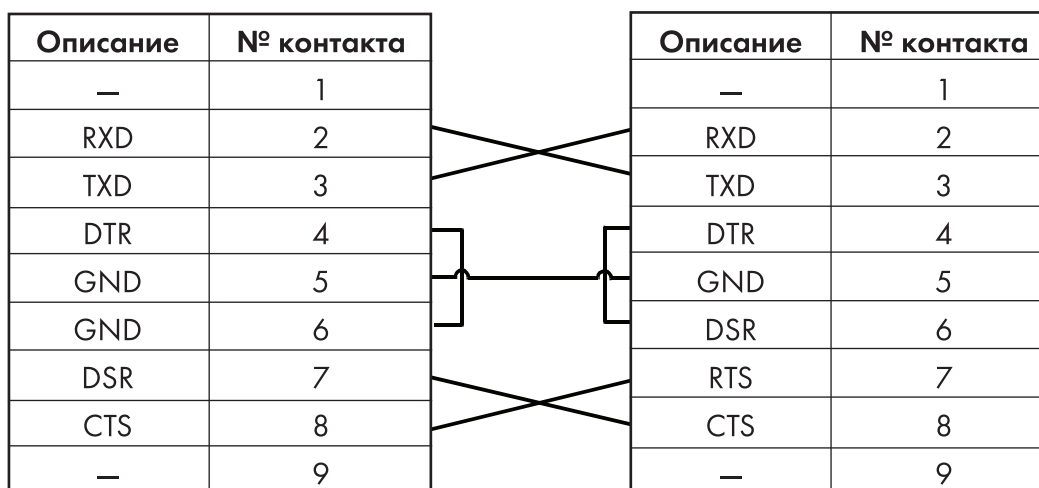 Описание № контакта
— 1
RXD 2
TXD 3
DTR 4
GND 5
GND 6
DSR 7
CTS 8
— 9
Описание № контакта
— 1
RXD 2
TXD 3
DTR 4
GND 5
DSR 6
RTS 7
CTS 8
— 9